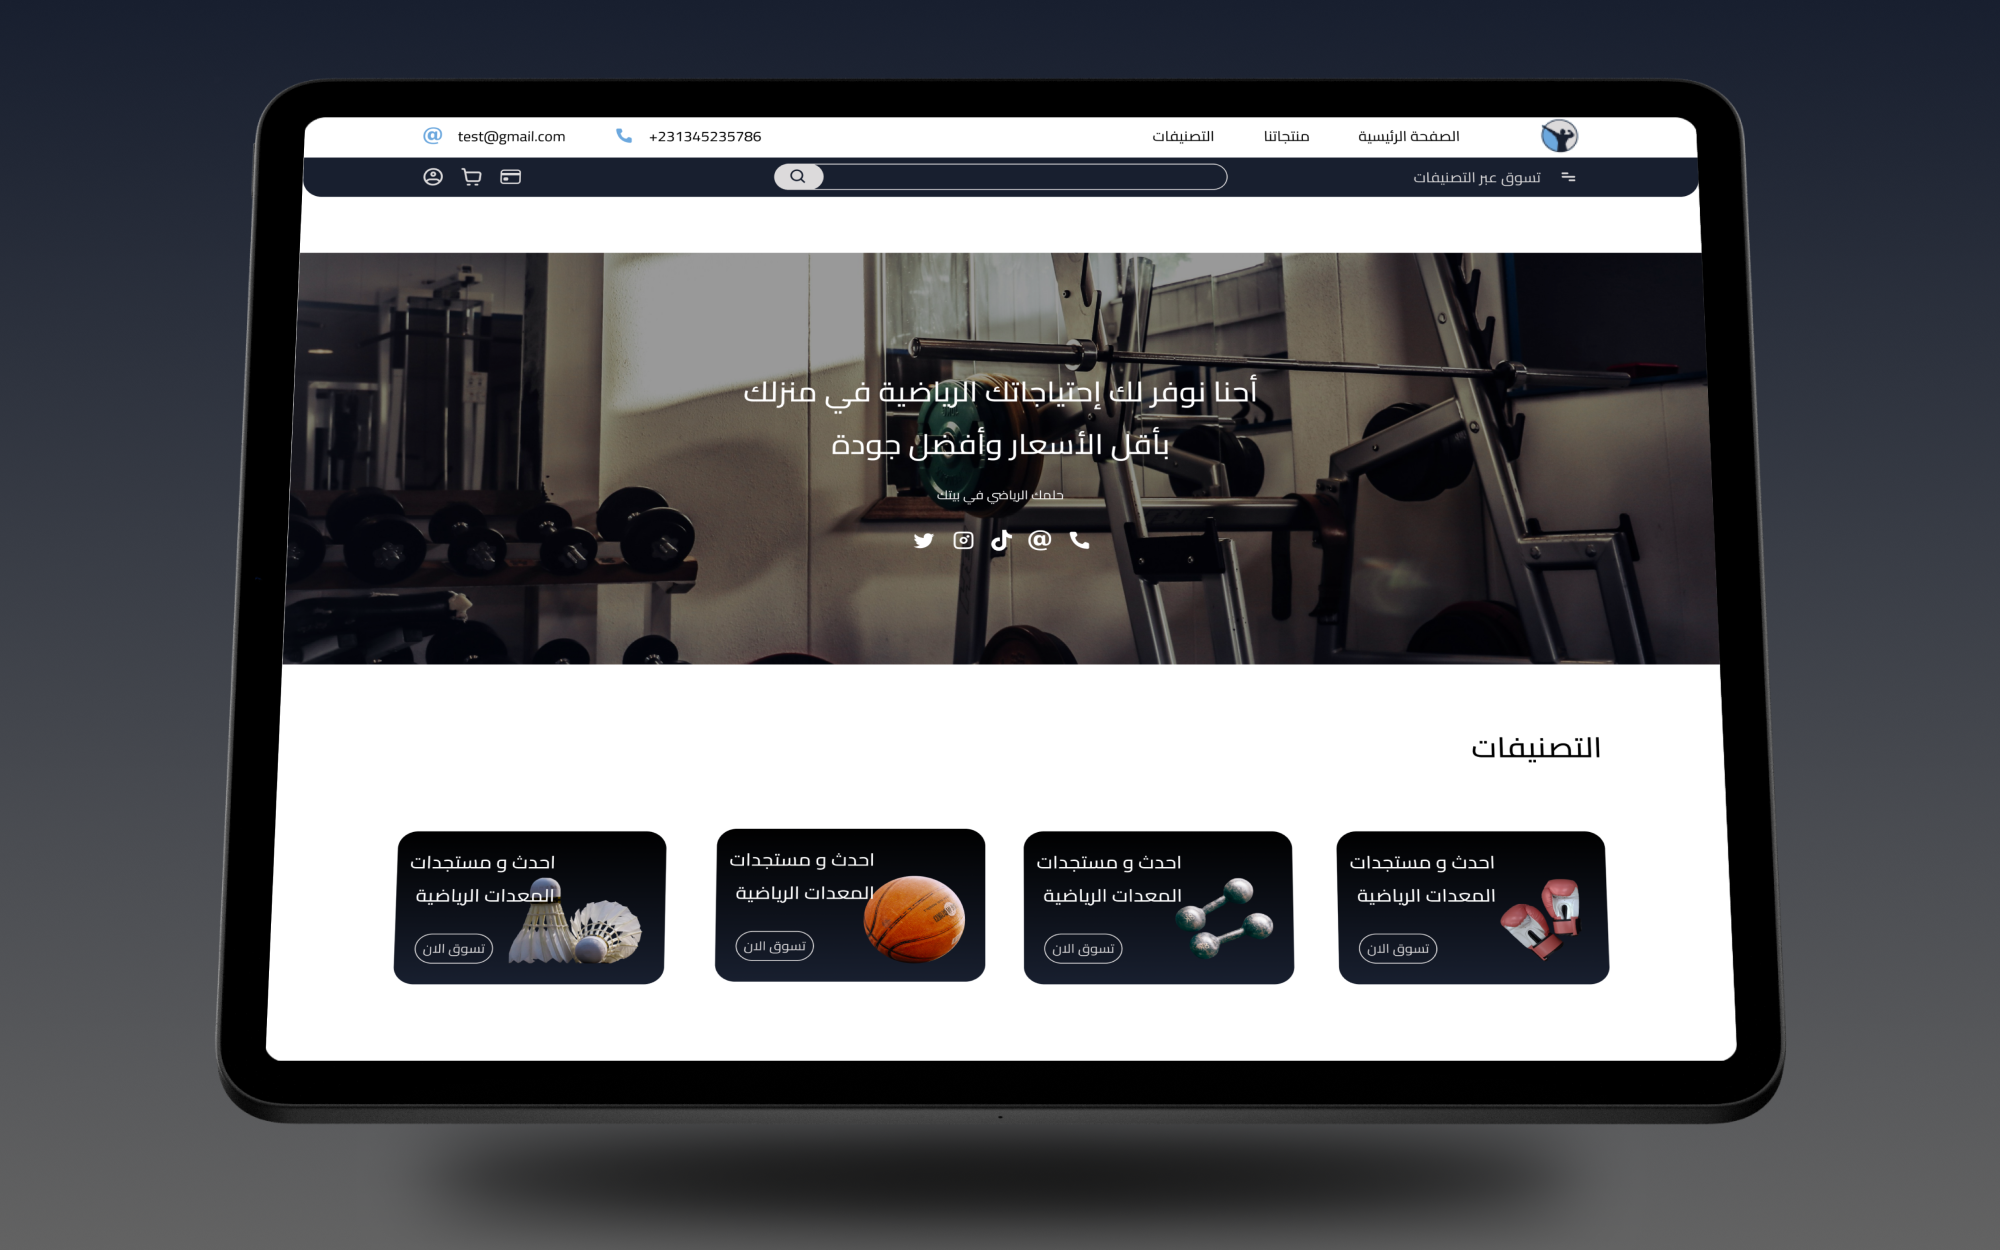 الصفحة الرئيسية
منتجاتنا
التصنيفات
+231345235786
test@gmail.com
تسوق عبر التصنيفات
أحنا نوفر لك إحتياجاتك الرياضية في منزلك
بأقل الأسعار وأفضل جودة
حلمك الرياضي في بيتك
التصنيفات
احدث و مستجدات
المعدات الرياضية
تسوق الان
احدث و مستجدات
المعدات الرياضية
تسوق الان
احدث و مستجدات
المعدات الرياضية
تسوق الان
احدث و مستجدات
المعدات الرياضية
تسوق الان